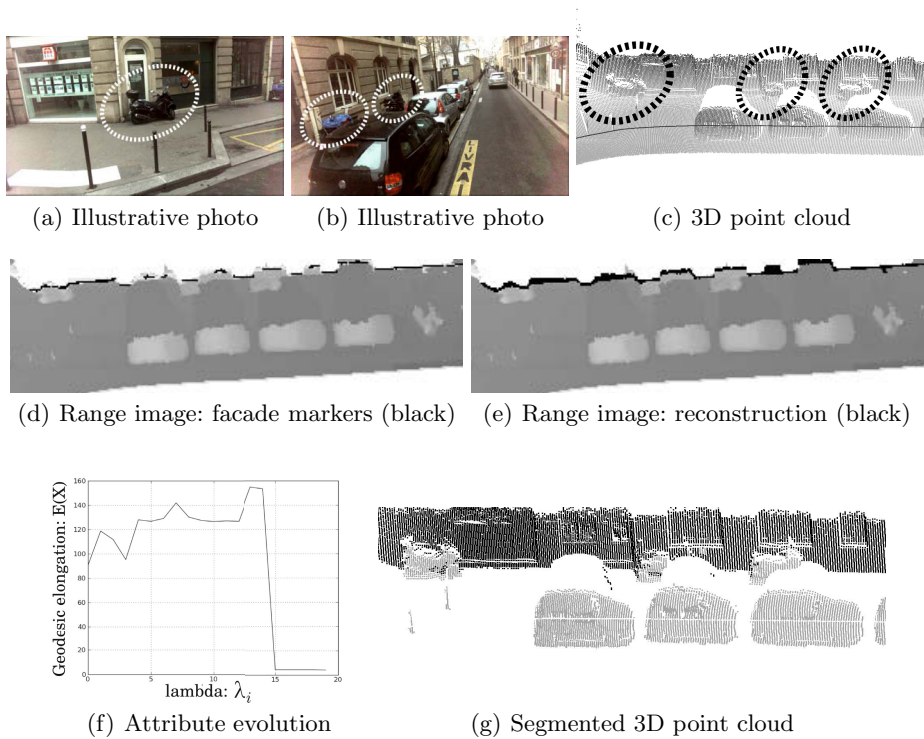 LIVRAI
(a) Illustrative photo
(b) Illustrative photo
(c) 3D point cloud
(d) Range image: facade markers (black)
(e) Range image: reconstruction (black)
Geodesic elongation: E(X)
160
140
120
100
80
60
40
20
0
0 5 10 15 20
lambda: λᵢ
(f) Attribute evolution
(g) Segmented 3D point cloud